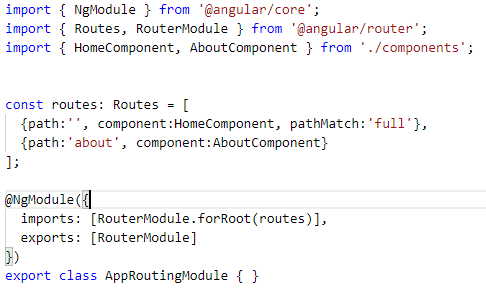 import { NgModule } from '@angular/core';
import { Routes, RouterModule } from '@angular/router';
import { HomeComponent, AboutComponent } from './components';
const routes: Routes = [
{path:'', component:HomeComponent, pathMatch:'full'},
{path:'about', component:AboutComponent}
];
@NgModule({
imports: [RouterModule.forRoot(routes)],
exports: [RouterModule]
})
export class AppRoutingModule { }